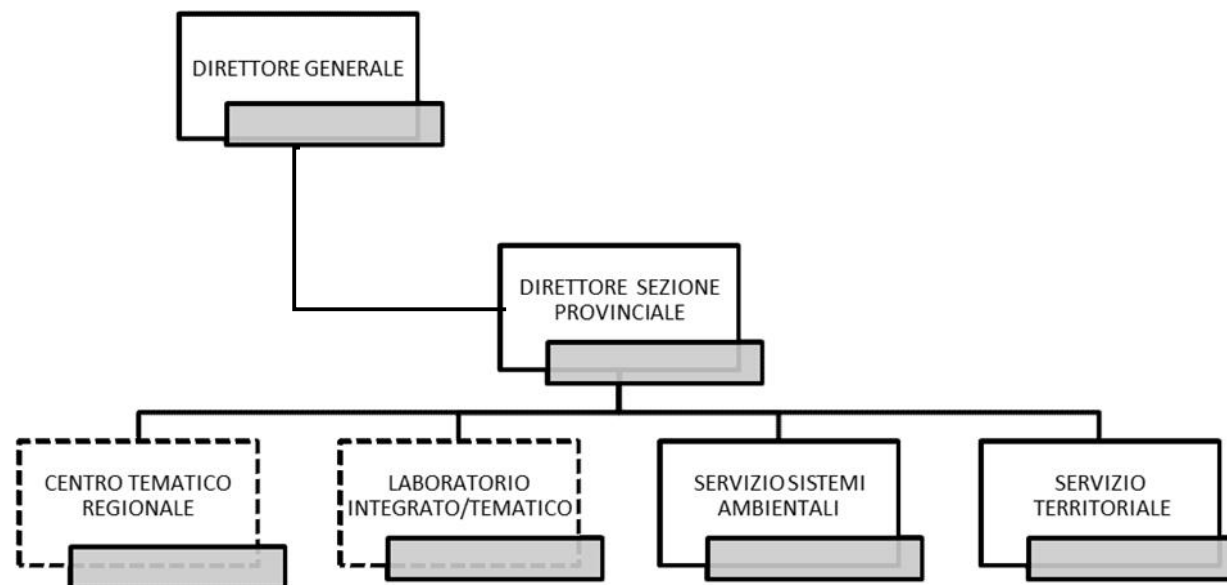 DIRETTORE GENERALE
DIRETTORE SEZIONE
PROVINCIALE
CENTRO TEMATICO
REGIONALE
LABORATORIO
INTEGRATO/TEMATICO
SERVIZIO SISTEMI
AMBIENTALI
SERVIZIO
TERRITORIALE